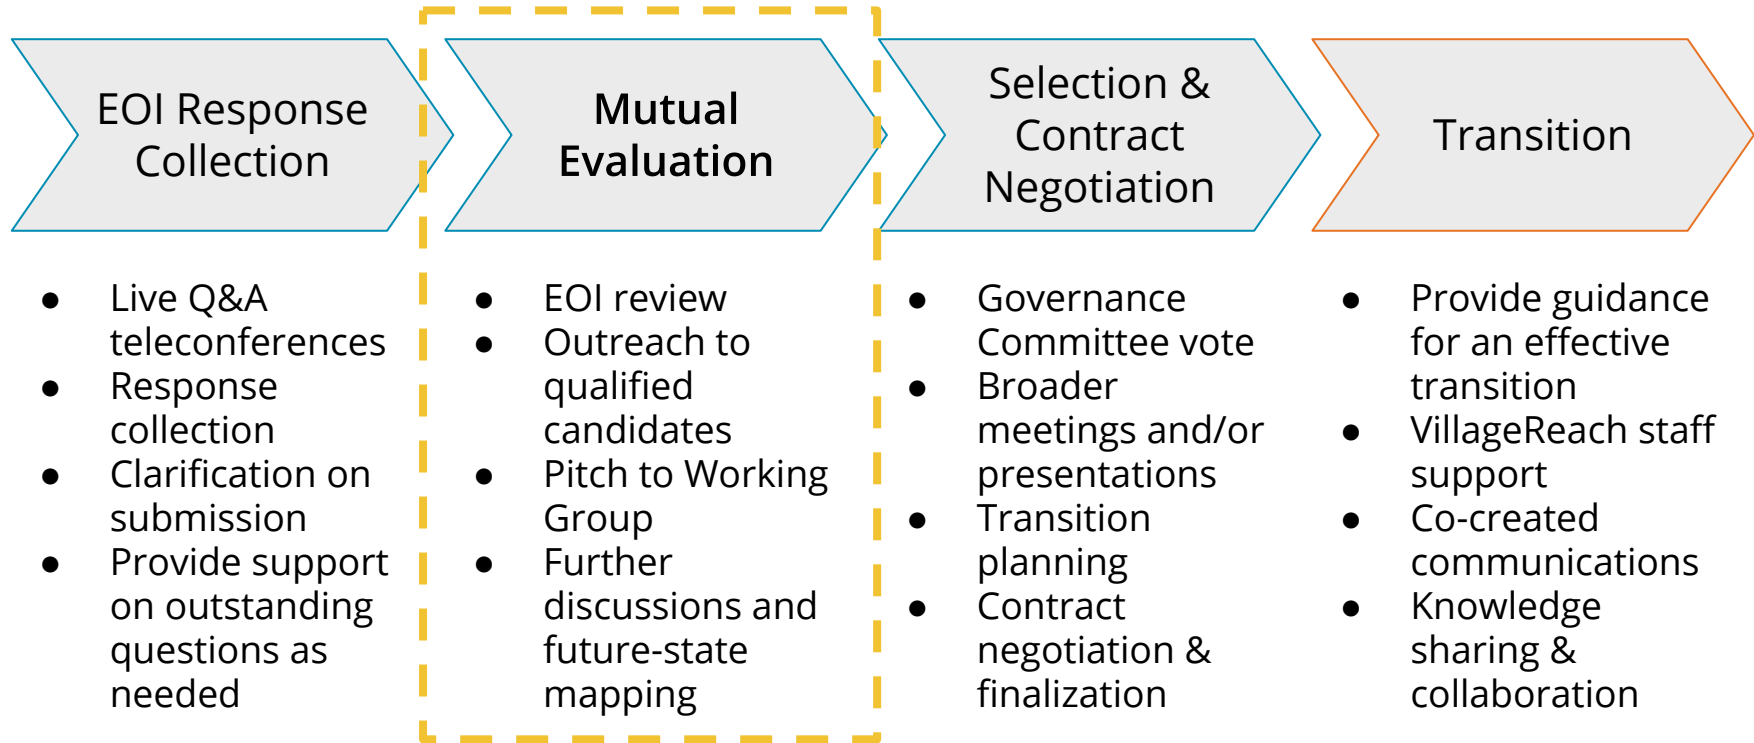 EOI Response
Collection
Mutual
Evaluation
Selection &
Contract
Negotiation
Transition
● Live Q&A
teleconferences
● Response
collection
● Clarification on
submission
● Provide support
on outstanding
questions as
needed
● EOI review
● Outreach to
qualified
candidates
● Pitch to Working
Group
● Further
discussions and
future-state
mapping
● Governance
Committee vote
● Broader
meetings and/or
presentations
● Transition
planning
● Contract
negotiation &
finalization
● Provide guidance
for an effective
transition
● VillageReach staff
support
● Co-created
communications
● Knowledge
sharing &
collaboration